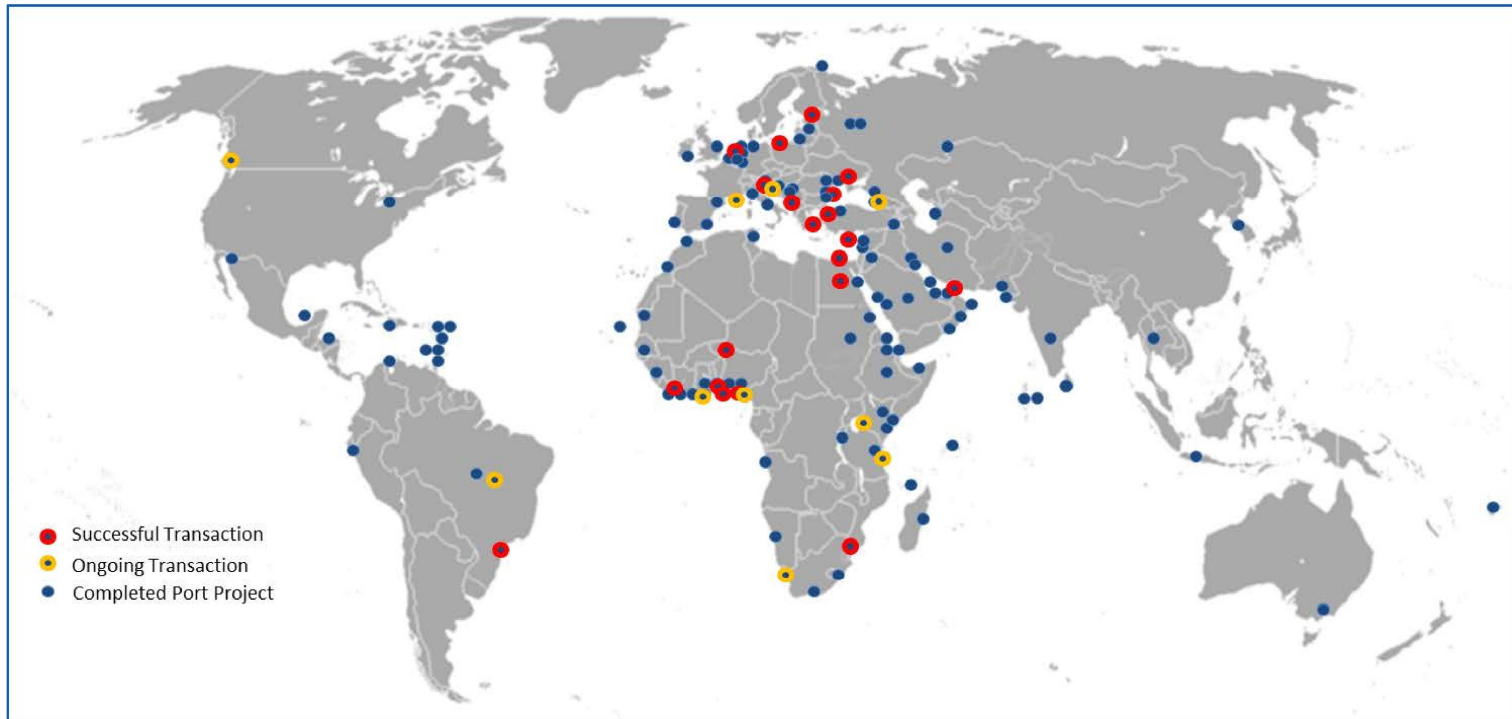 Successful Transaction
Ongoing Transaction
Completed Port Project